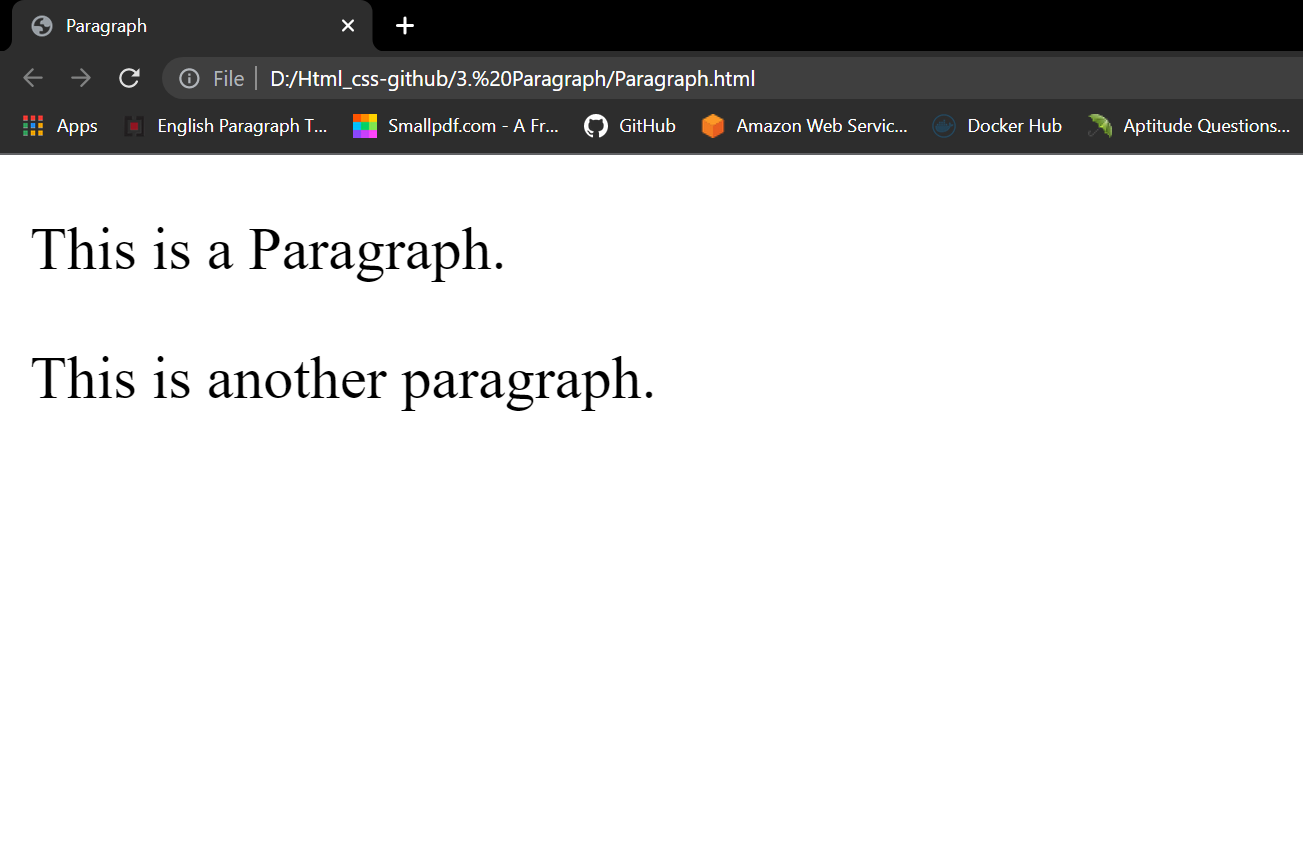 Paragraph
File | D:/Html_css-github/3.%20Paragraph/Paragraph.html
Apps English Paragraph T... Smallpdf.com - A Fr... GitHub Amazon Web Servic... Docker Hub Aptitude Questions...
This is a Paragraph.
This is another paragraph.